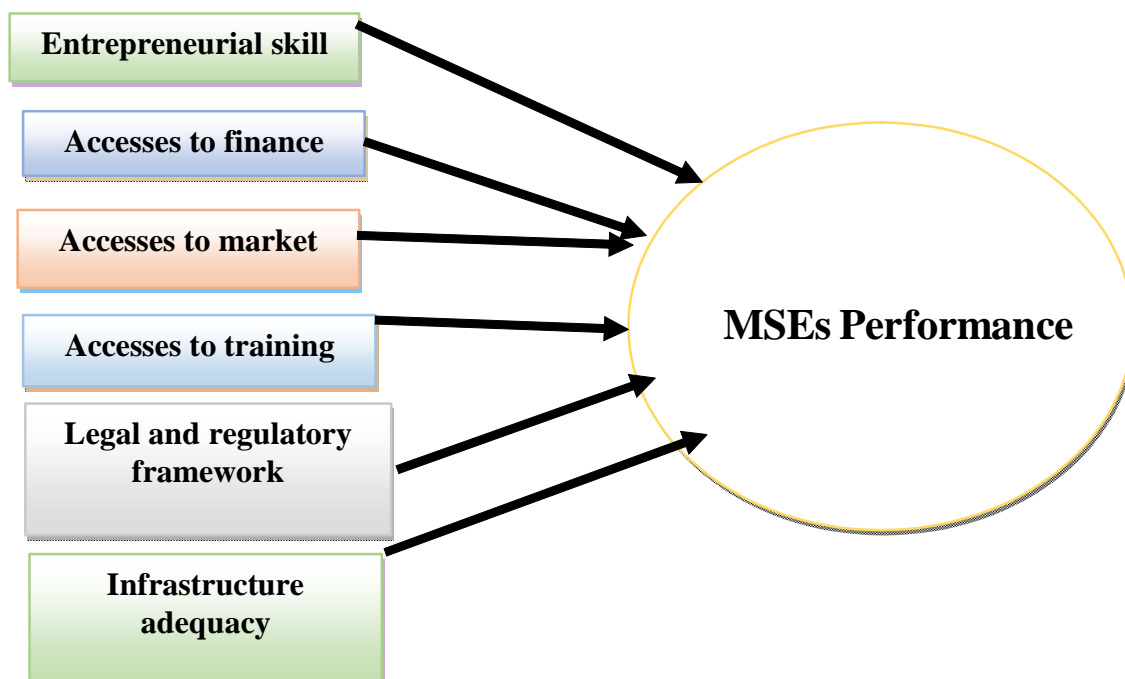 Entrepreneurial skill
Accesses to finance
Accesses to market
Accesses to training
Legal and regulatory
framework
Infrastructure
adequacy
MSEs Performance